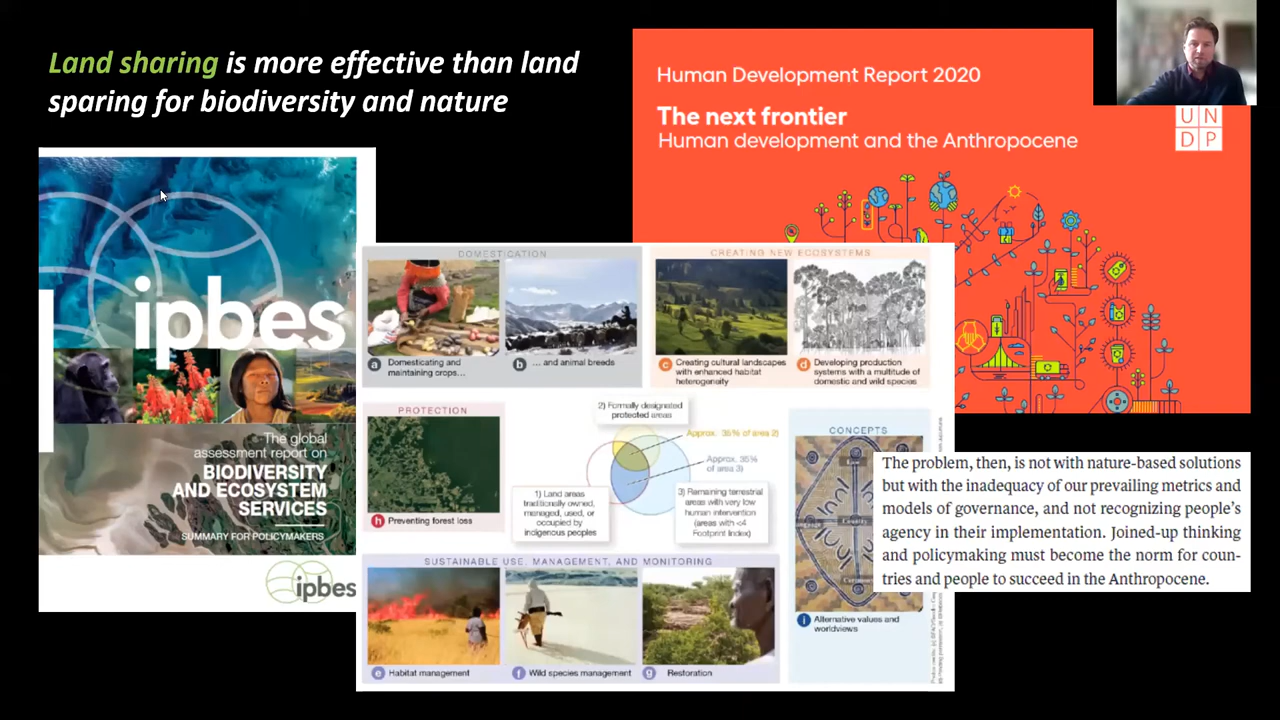 Land sharing is more effective than land
sparing for biodiversity and nature
Human Development Report 2020
The next frontier
Human development and the Anthropocene
U N
D P
ipbes
The global
assessment report on
BIODIVERSITY
AND ECOSYSTEM
SERVICES
SUMMARY FOR POLICYMAKERS
ipbes
DOMESTICATION
a Domesticating and
maintaining crops…
b … and animal breeds
CREATING NEW ECOSYSTEMS
c Creating cultural landscapes
with enhanced habitat
heterogeneity
d Developing production
systems with a multitude of
domestic and wild species
PROTECTION
h Preventing forest loss
2) Formally designated
protected areas
Approx. 35% of area 2)
Approx. 35%
of area 3)
1) Land areas
traditionally owned,
managed, used, or
occupied by
indigenous peoples
3) Remaining terrestrial
areas with very low
human intervention
(areas with <4
Footprint Index)
CONCEPTS
Law
Country
Ceremony
i Alternative values and
worldviews
SUSTAINABLE USE, MANAGEMENT, AND MONITORING
e Habitat management
f Wild species management
g Restoration
The problem, then, is not with nature-based solutions
but with the inadequacy of our prevailing metrics and
models of governance, and not recognizing people's
agency in their implementation. Joined-up thinking
and policymaking must become the norm for coun-
tries and people to succeed in the Anthropocene.